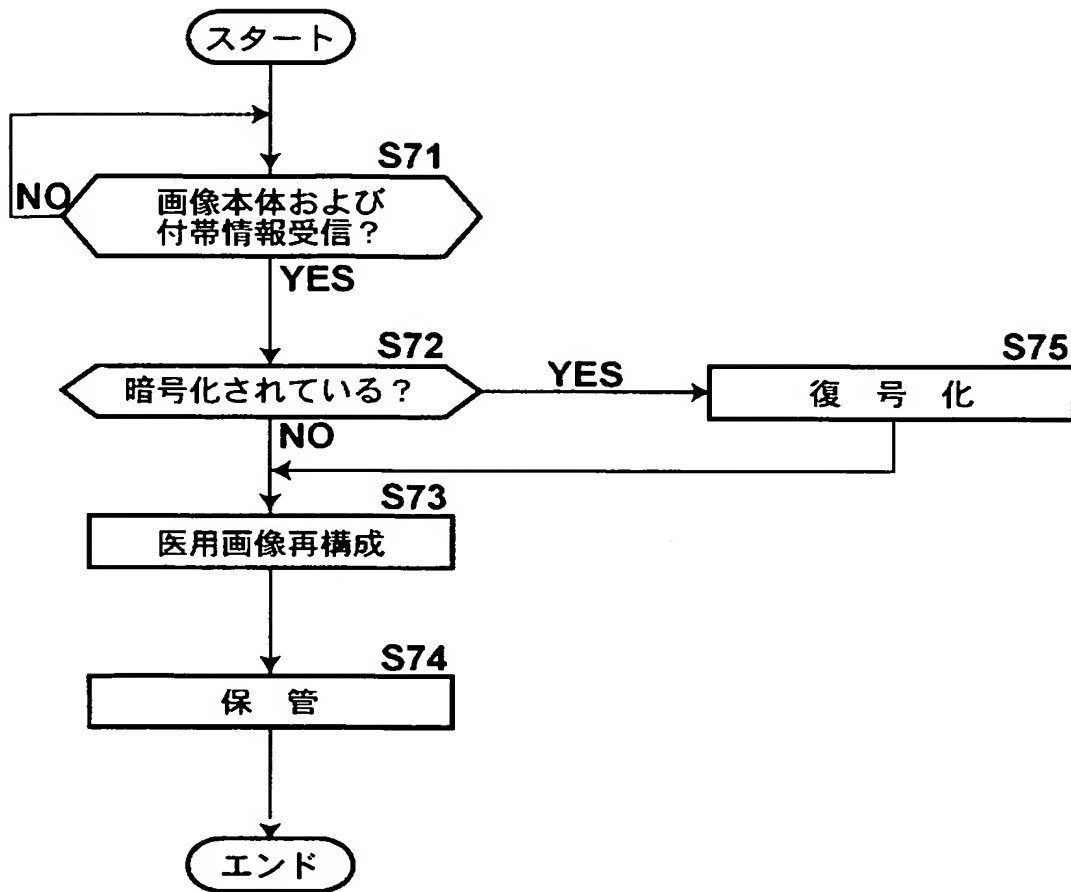 スタート
S71
NO
画像本体および
付帯情報受信？
YES
S72
暗号化されている？
YES
S75
復号化
NO
S73
医用画像再構成
S74
保管
エンド